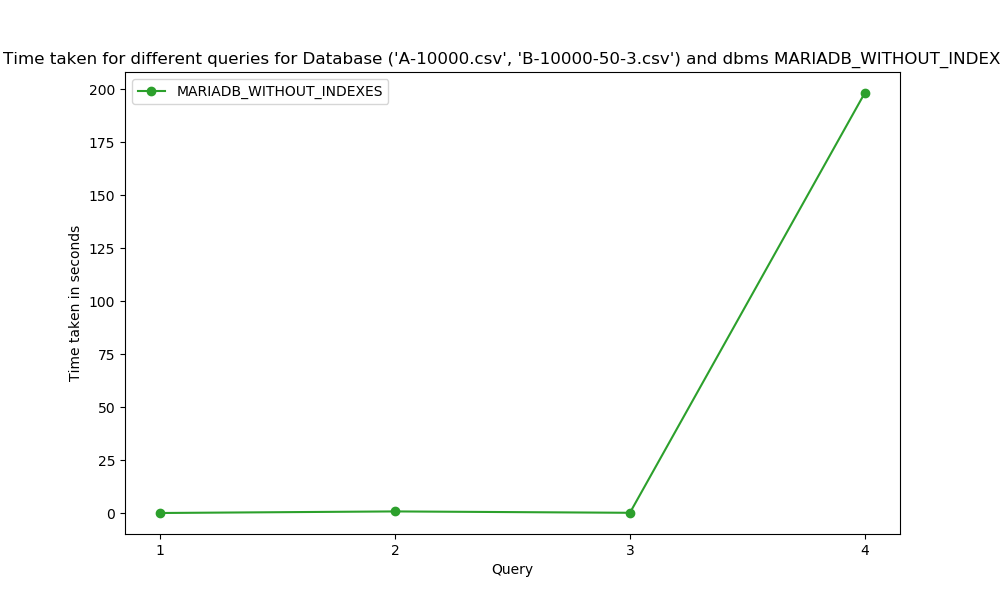 Time taken for different queries for Database ('A-10000.csv', 'B-10000-50-3.csv') and dbms MARIADB_WITHOUT_INDEX
MARIADB_WITHOUT_INDEXES
200
175
150
125
100
75
50
25
0
Time taken in seconds
1 2 3 4
Query